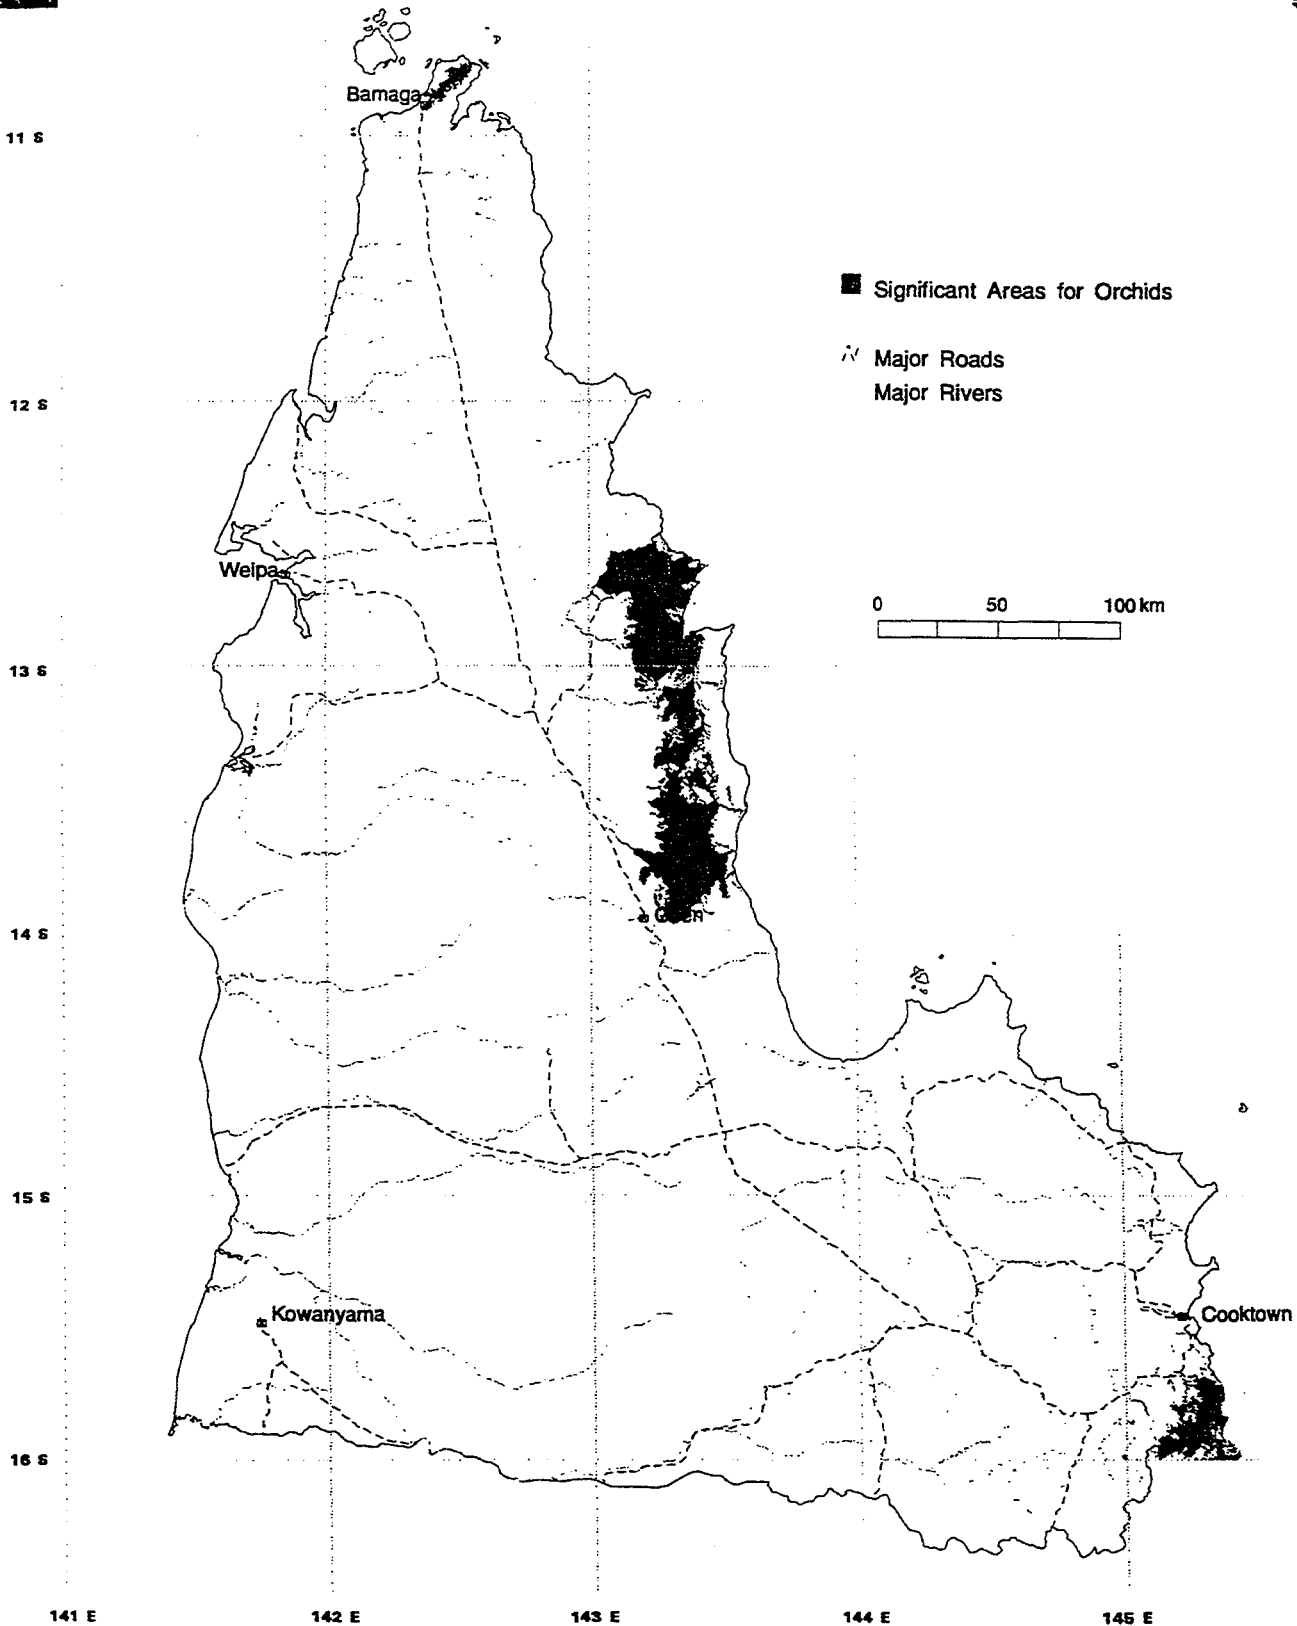 Bamaga
11 S
Significant Areas for Orchids
Major Roads
Major Rivers
12 S
Weipa
0 50 100 km
13 S
Coen
14 S
15 S
Kowanyama
Cooktown
16 S
141 E 142 E 143 E 144 E 145 E